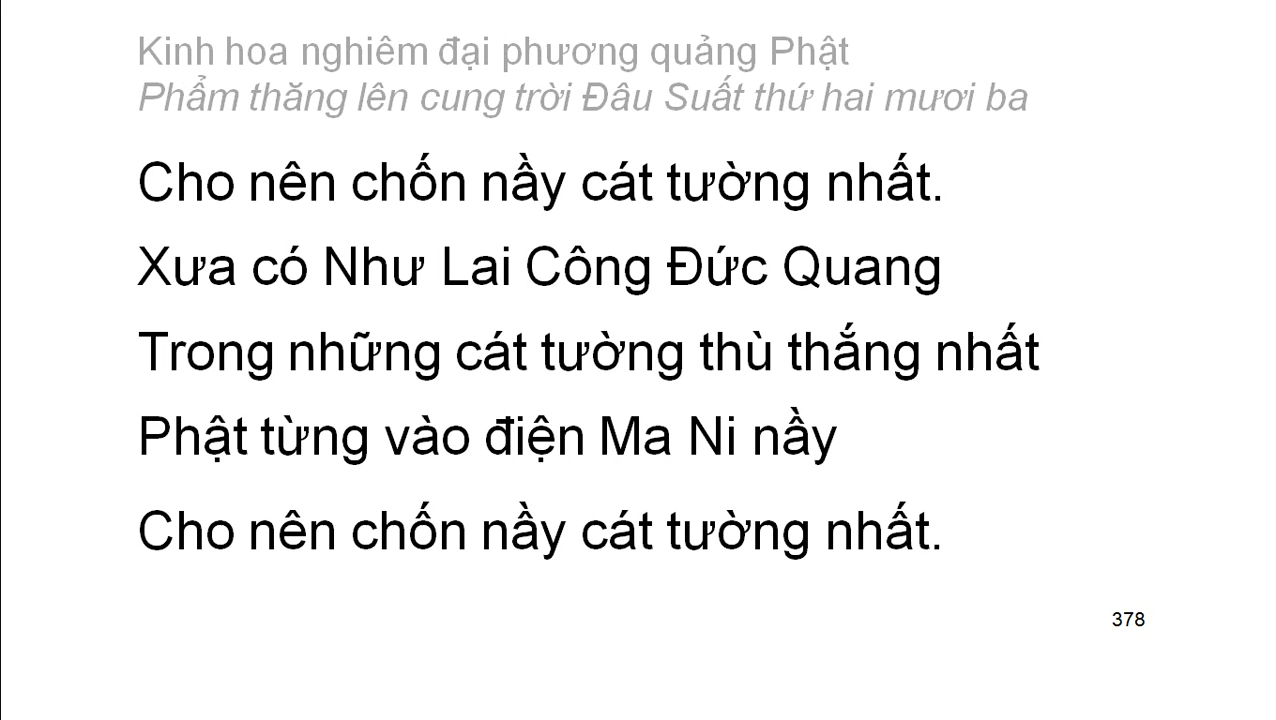 Kinh hoa nghiêm đại phương quảng Phật
Phẩm thăng lên cung trời Đâu Suất thứ hai mươi ba
Cho nên chốn nầy cát tường nhất.
Xưa có Như Lai Công Đức Quang
Trong những cát tường thù thắng nhất
Phật từng vào điện Ma Ni nầy
Cho nên chốn nầy cát tường nhất.
378